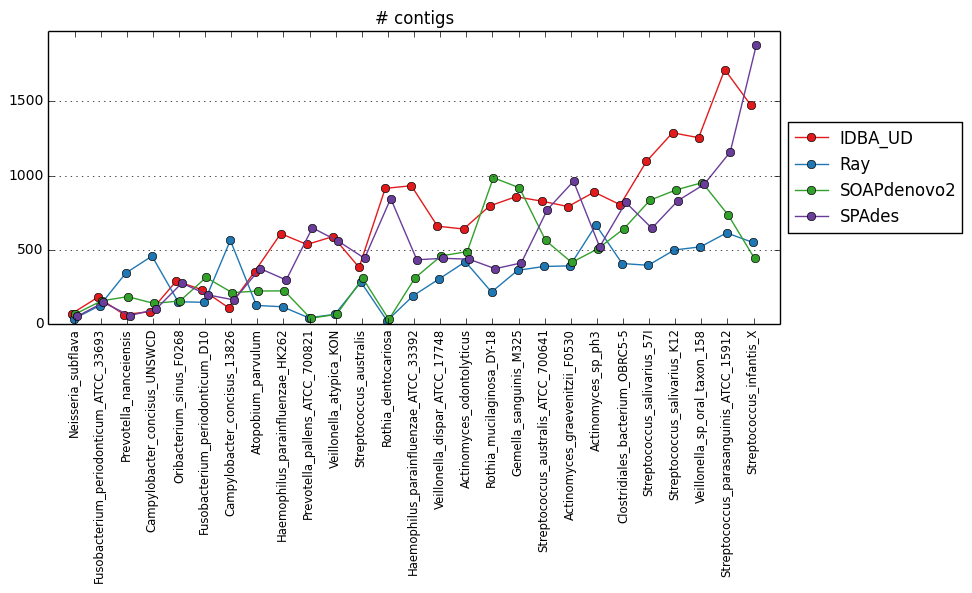 # contigs
1500
1000
500
0
IDBA_UD
Ray
SOAPdenovo2
SPAdes
Neisseria_subflava
Fusobacterium_periodonticum_ATCC_33693
Prevotella_nanceiensis
Campylobacter_concisus_UNSWCD
Oribacterium_sinus_F0268
Fusobacterium_periodonticum_D10
Campylobacter_concisus_13826
Atopobium_parvulum
Haemophilus_parainfluenzae_HK262
Prevotella_pallens_ATCC_700821
Veillonella_atypica_KON
Streptococcus_australis
Rothia_dentocariosa
Haemophilus_parainfluenzae_ATCC_33392
Veillonella_dispar_ATCC_17748
Actinomyces_odontolyticus
Rothia_mucilaginosa_DY-18
Gemella_sanguinis_M325
Streptococcus_australis_ATCC_700641
Actinomyces_graevenitzii_F0530
Actinomyces_sp_ph3
Clostridiales_bacterium_OBRC5-5
Streptococcus_salivarius_57I
Streptococcus_salivarius_K12
Veillonella_sp_oral_taxon_158
Streptococcus_parasanguinis_ATCC_15912
Streptococcus_infantis_X